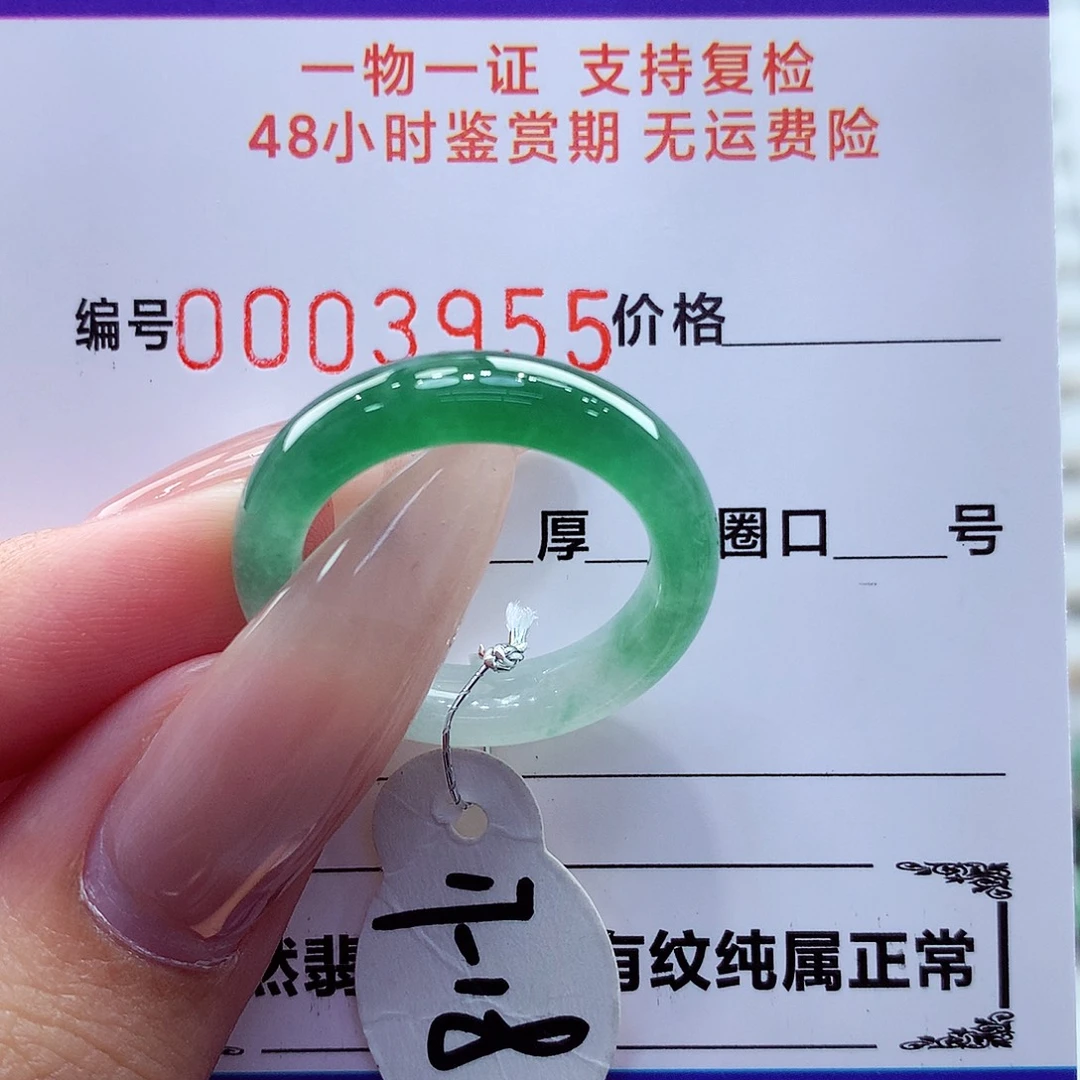 一物一证 支持复检
48小时鉴赏期 无运费险
编号0003955价格
厚 圈口 号
然翡 有纹纯属正常